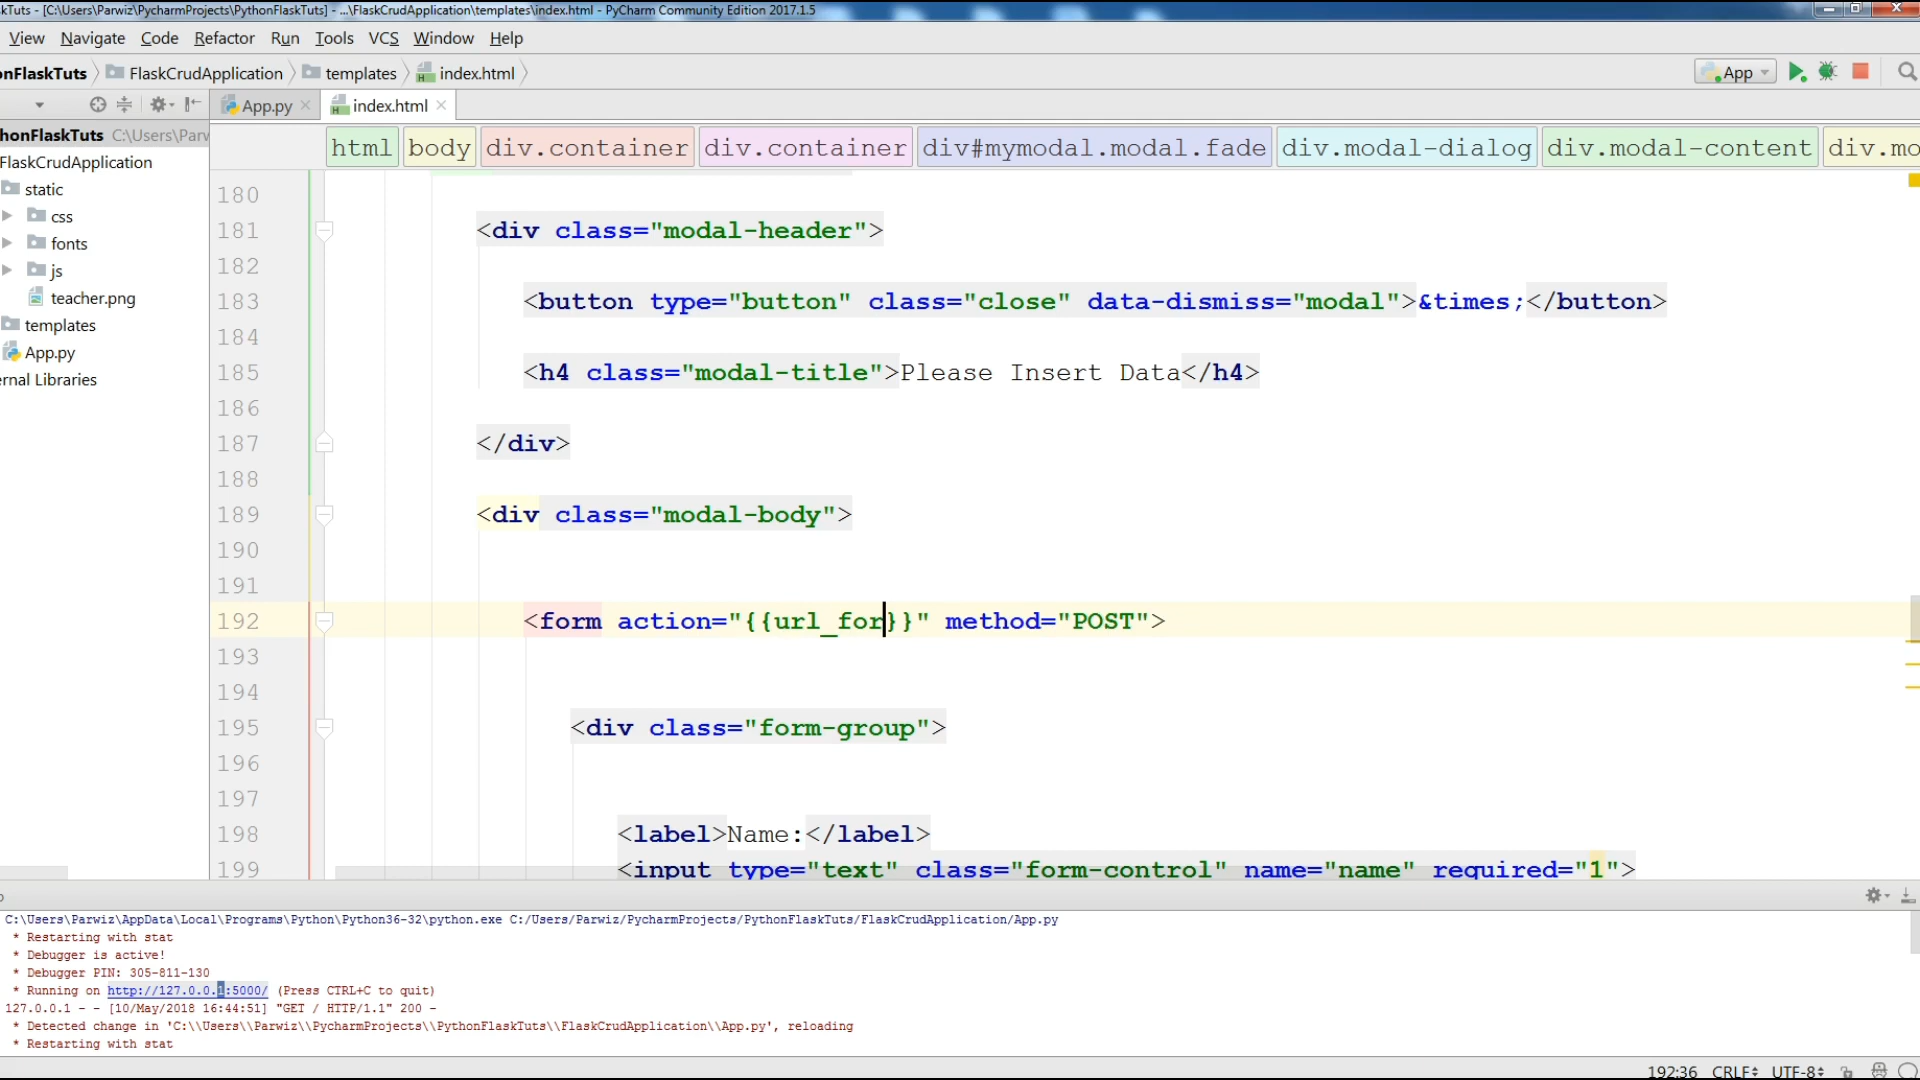 kTuts - [C:\Users\Parwiz\PycharmProjects\PythonFlaskTuts] - ...\FlaskCrudApplication\templates\index.html - PyCharm Community Edition 2017.1.5
View Navigate Code Refactor Run Tools VCS Window Help
onFlaskTuts FlaskCrudApplication templates index.html App
App.py index.html
honFlaskTuts C:\Users\Parw
FlaskCrudApplication
static
css
fonts
js
teacher.png
templates
App.py
ernal Libraries
html body div.container div.container div#mymodal.modal.fade div.modal-dialog div.modal-content div.mo
180
181 <div class="modal-header">
182
183 <button type="button" class="close" data-dismiss="modal">&times;</button>
184
185 <h4 class="modal-title">Please Insert Data</h4>
186
187 </div>
188
189 <div class="modal-body">
190
191
192 <form action="{{url_for}}" method="POST">
193
194
195 <div class="form-group">
196
197
198 <label>Name:</label>
199 <input type="text" class="form-control" name="name" required="1">
C:\Users\Parwiz\AppData\Local\Programs\Python\Python36-32\python.exe C:/Users/Parwiz/PycharmProjects/PythonFlaskTuts/FlaskCrudApplication/App.py
* Restarting with stat
* Debugger is active!
* Debugger PIN: 305-811-130
* Running on http://127.0.0.1:5000/ (Press CTRL+C to quit)
127.0.0.1 - - [10/May/2018 16:44:51] "GET / HTTP/1.1" 200 -
* Detected change in 'C:\\Users\\Parwiz\\PycharmProjects\\PythonFlaskTuts\\FlaskCrudApplication\\App.py', reloading
* Restarting with stat
192:36 CRLF UTF-8